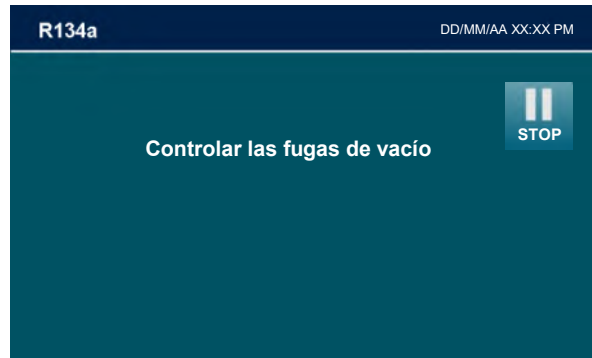 R134a
DD/MM/AA XX:XX PM
STOP
Controlar las fugas de vacío